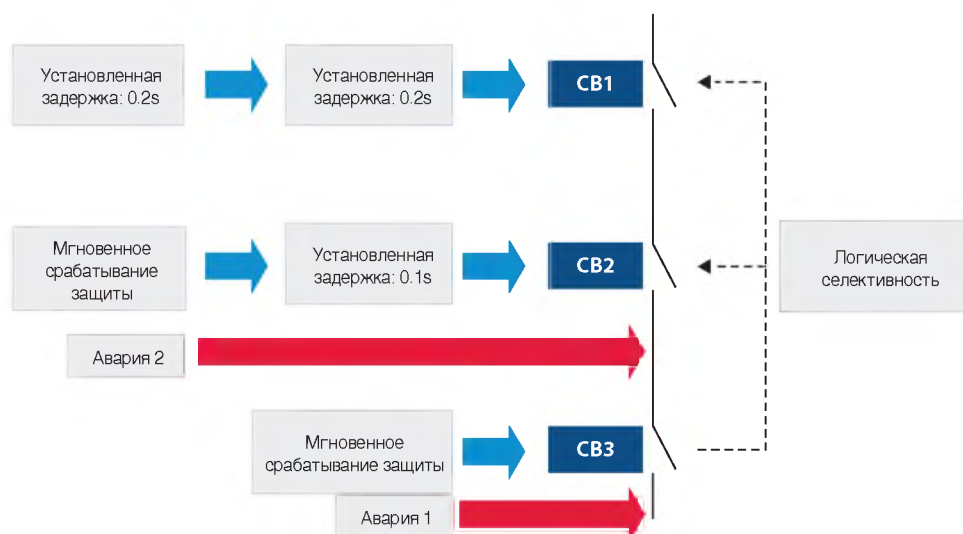 Установленная
задержка: 0.2s
Установленная
задержка: 0.2s
CB1
Мгновенное
срабатывание
защиты
Установленная
задержка: 0.1s
CB2
Логическая
селективность
Авария 2
Мгновенное
срабатывание защиты
CB3
Авария 1